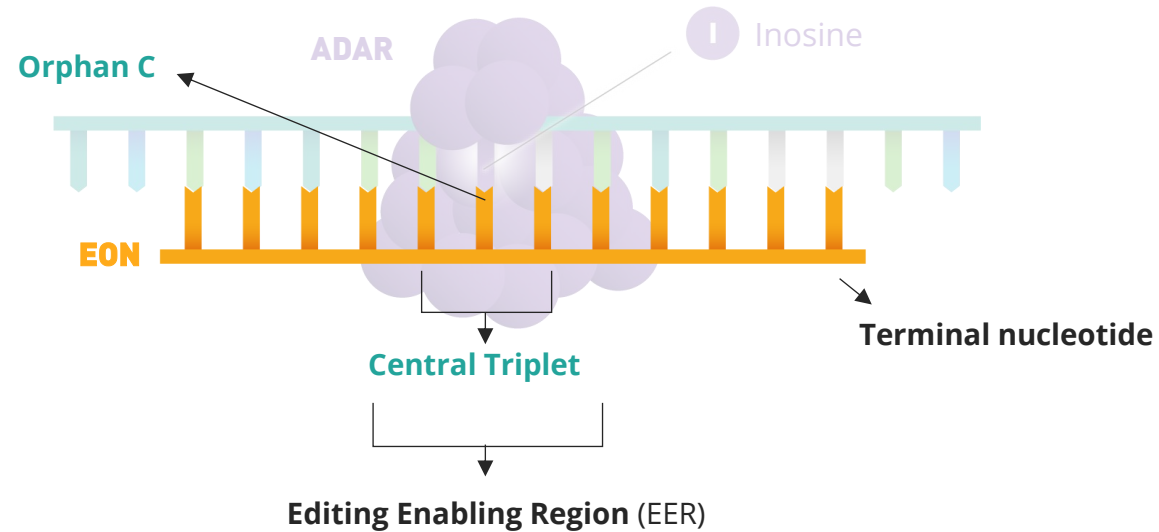 ADAR
I Inosine
Orphan C
EON
Terminal nucleotide
Central Triplet
Editing Enabling Region (EER)